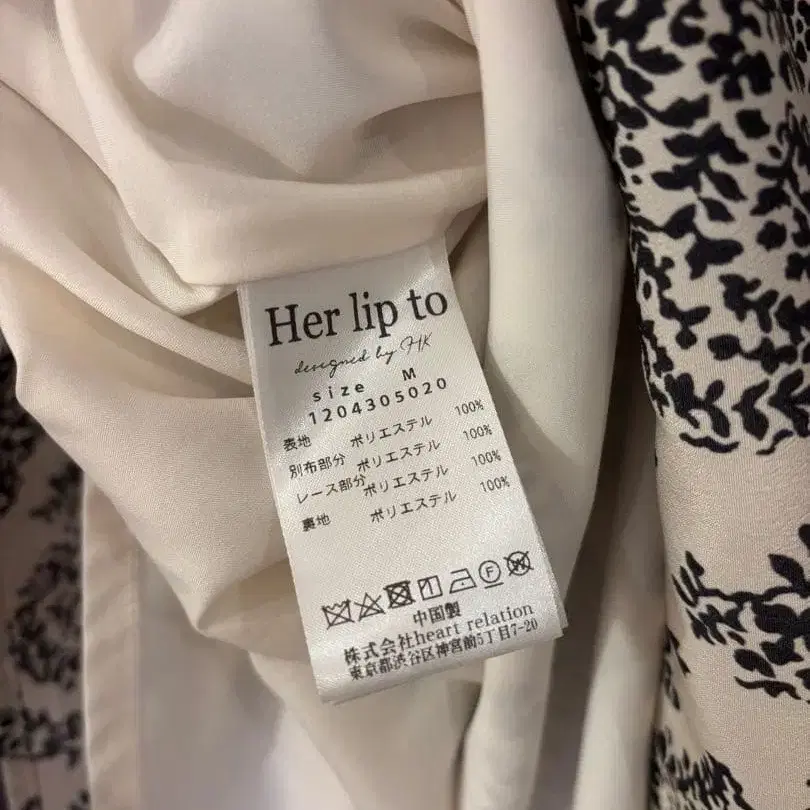 Her lip to
designed by HK
size M
1204305020
表地 ポリエステル 100%
別布部分 ポリエステル 100%
レース部分 ポリエステル 100%
裏地 ポリエステル 100%
中国製
株式会社heart relation
東京都渋谷区神宮前5丁目7-20